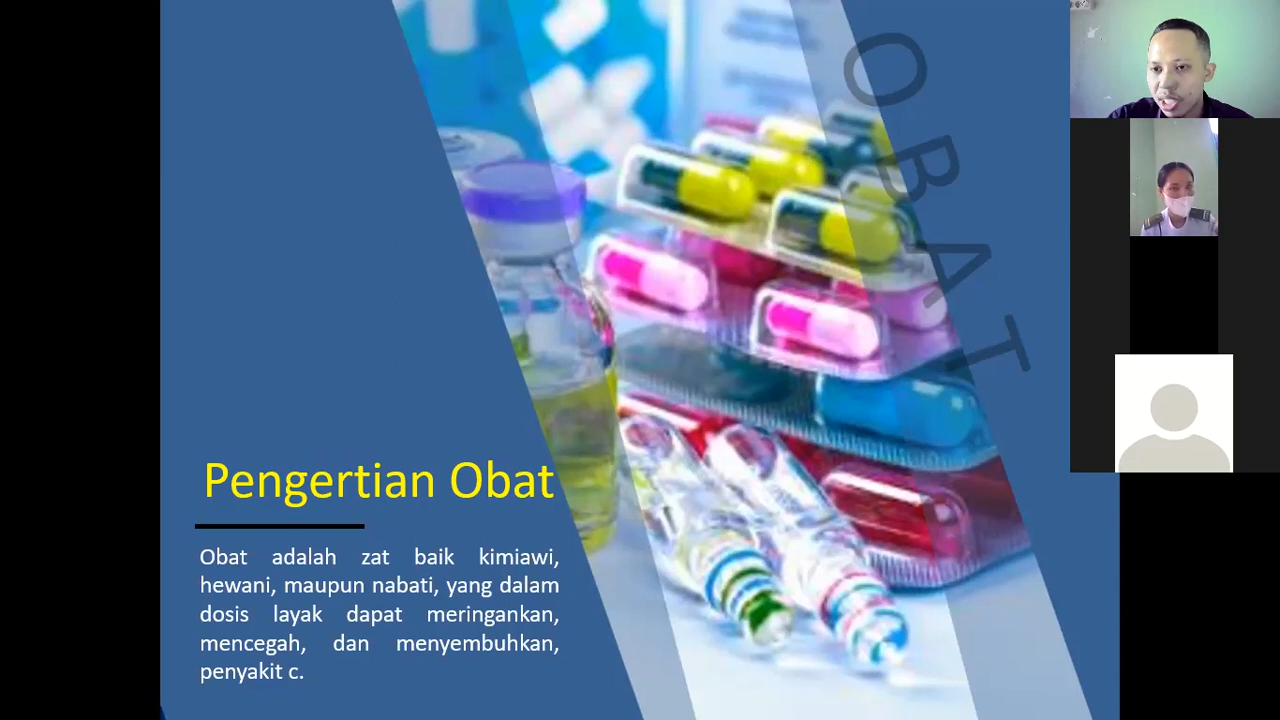 OBAT
Pengertian Obat
Obat adalah zat baik kimiawi,
hewani, maupun nabati, yang dalam
dosis layak dapat meringankan,
mencegah, dan menyembuhkan,
penyakit c.